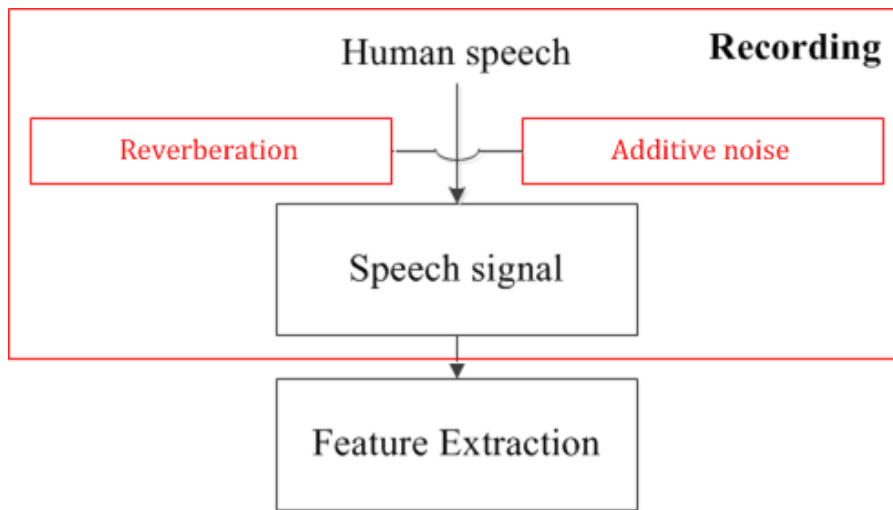 Human speech
Recording
Reverberation
Additive noise
Speech signal
Feature Extraction